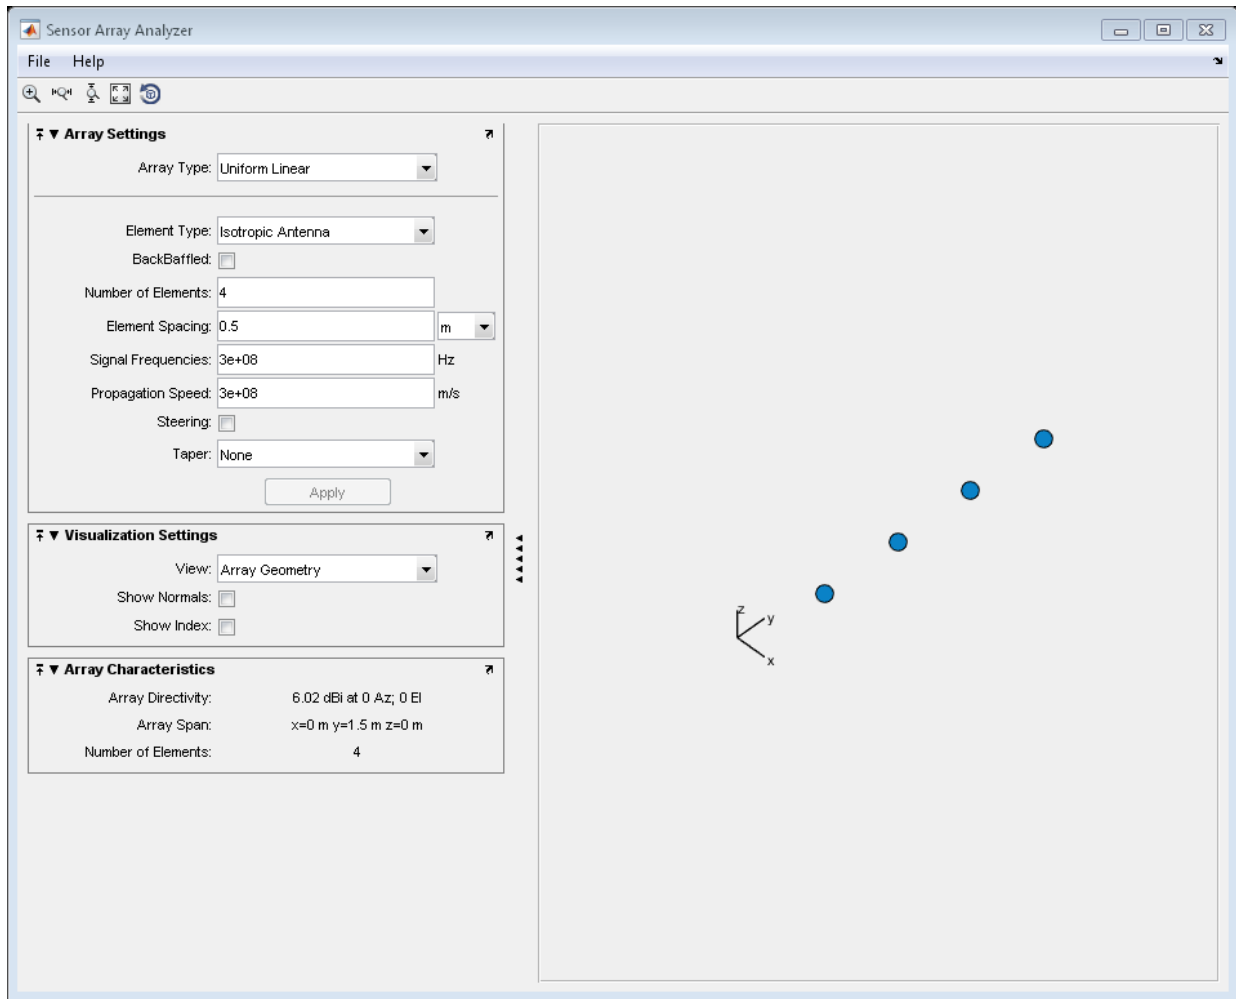 Sensor Array Analyzer
File Help
Array Settings
Array Type: Uniform Linear
Element Type: Isotropic Antenna
BackBaffled:
Number of Elements: 4
Element Spacing: 0.5 m
Signal Frequencies: 3e+08 Hz
Propagation Speed: 3e+08 m/s
Steering:
Taper: None
Apply
Visualization Settings
View: Array Geometry
Show Normals:
Show Index:
Array Characteristics
Array Directivity: 6.02 dBi at 0 Az; 0 El
Array Span: x=0 m y=1.5 m z=0 m
Number of Elements: 4
z
y
x